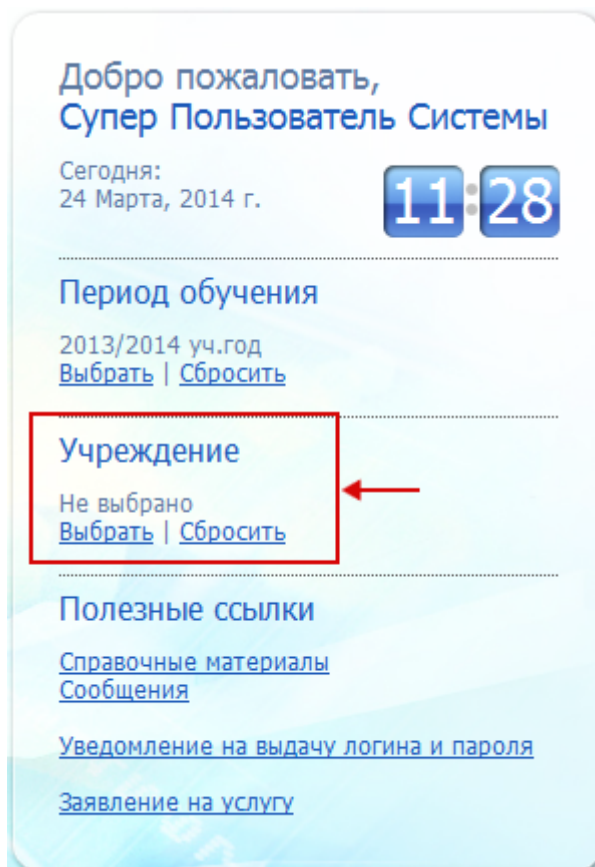 Добро пожаловать,
Супер Пользователь Системы
Сегодня:
24 Марта, 2014 г.
11:28
Период обучения
2013/2014 уч.год
Выбрать | Сбросить
Учреждение
Не выбрано
Выбрать | Сбросить
Полезные ссылки
Справочные материалы
Сообщения
Уведомление на выдачу логина и пароля
Заявление на услугу